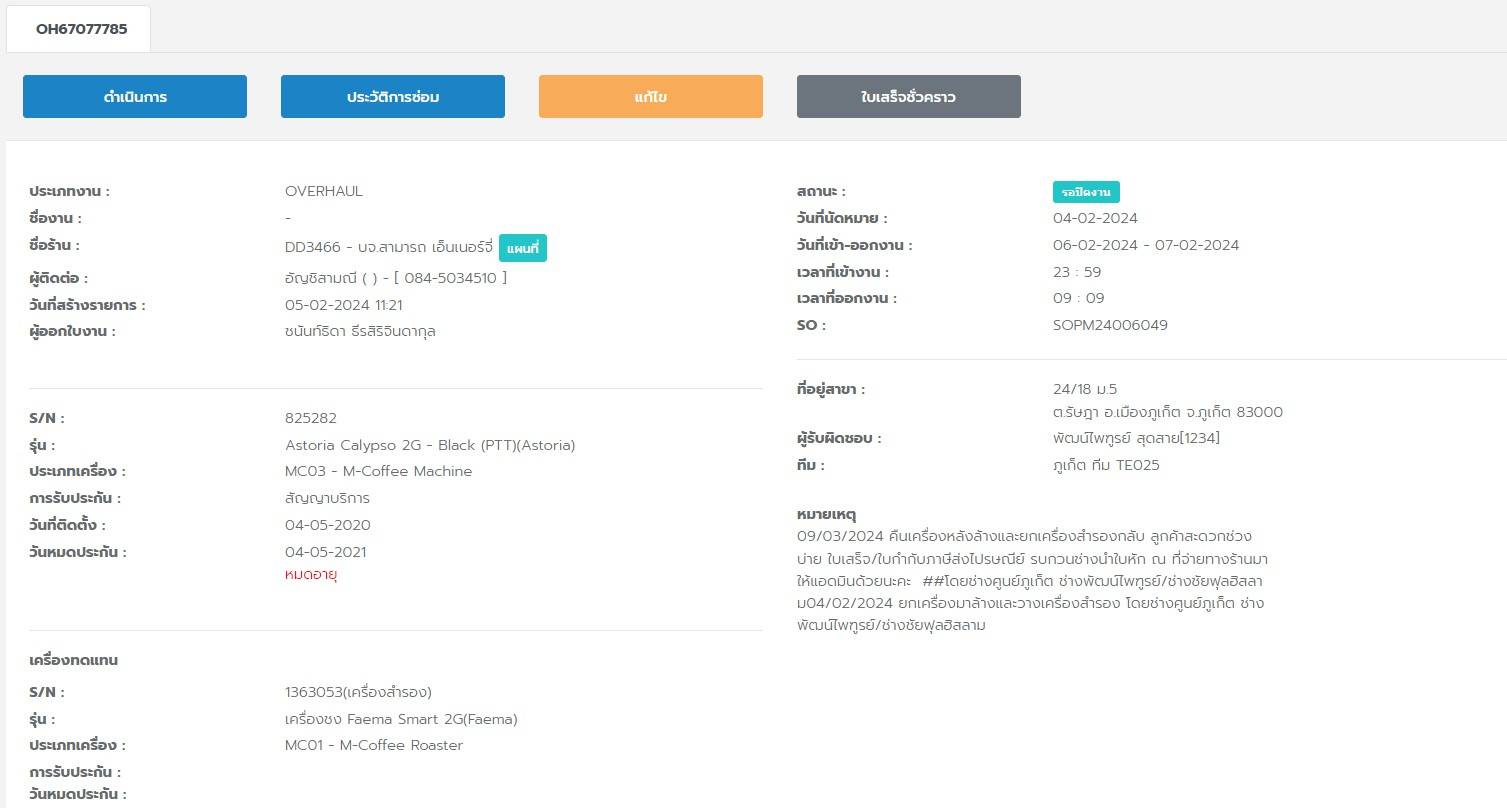 OH67077785
ดำเนินการ
ประวัติการซ่อม
แก้ไข
ใบเสร็จชั่วคราว
ประเภทงาน : OVERHAUL
ชื่องาน : -
ชื่อร้าน : DD3466 - บจ.สามารถ เอ็นเนอร์จี่ แผนที่
ผู้ติดต่อ : อัญชิสามณี ( ) - [ 084-5034510 ]
วันที่สร้างรายการ : 05-02-2024 11:21
ผู้ออกใบงาน : ชนันท์ธิดา ธีรสิริจินดากุล
สถานะ : รอปิดงาน
วันที่นัดหมาย : 04-02-2024
วันที่เข้า-ออกงาน : 06-02-2024 - 07-02-2024
เวลาที่เข้างาน : 23 : 59
เวลาที่ออกงาน : 09 : 09
SO : SOPM24006049
S/N : 825282
รุ่น : Astoria Calypso 2G - Black (PTT)(Astoria)
ประเภทเครื่อง : MC03 - M-Coffee Machine
การรับประกัน : สัญญาบริการ
วันที่ติดตั้ง : 04-05-2020
วันหมดประกัน : 04-05-2021
หมดอายุ
ที่อยู่สาขา : 24/18 ม.5
ต.รัษฎา อ.เมืองภูเก็ต จ.ภูเก็ต 83000
ผู้รับผิดชอบ : พัฒน์ไพฑูรย์ สุดสาย[1234]
ทีม : ภูเก็ต ทีม TE025
หมายเหตุ
09/03/2024 คืนเครื่องหลังล้างและยกเครื่องสำรองกลับ ลูกค้าสะดวกช่วง
บ่าย ใบเสร็จ/ใบกำกับภาษีส่งไปรษณีย์ รบกวนช่างนำใบหัก ณ ที่จ่ายทางร้านมา
ให้แอดมินด้วยนะคะ ##โดยช่างศูนย์ภูเก็ต ช่างพัฒน์ไพฑูรย์/ช่างชัยฟุลฮิสลา
ม04/02/2024 ยกเครื่องมาล้างและวางเครื่องสำรอง โดยช่างศูนย์ภูเก็ต ช่าง
พัฒน์ไพฑูรย์/ช่างชัยฟุลฮิสลาม
เครื่องทดแทน
S/N : 1363053(เครื่องสำรอง)
รุ่น : เครื่องชง Faema Smart 2G(Faema)
ประเภทเครื่อง : MC01 - M-Coffee Roaster
การรับประกัน :
วันหมดประกัน :